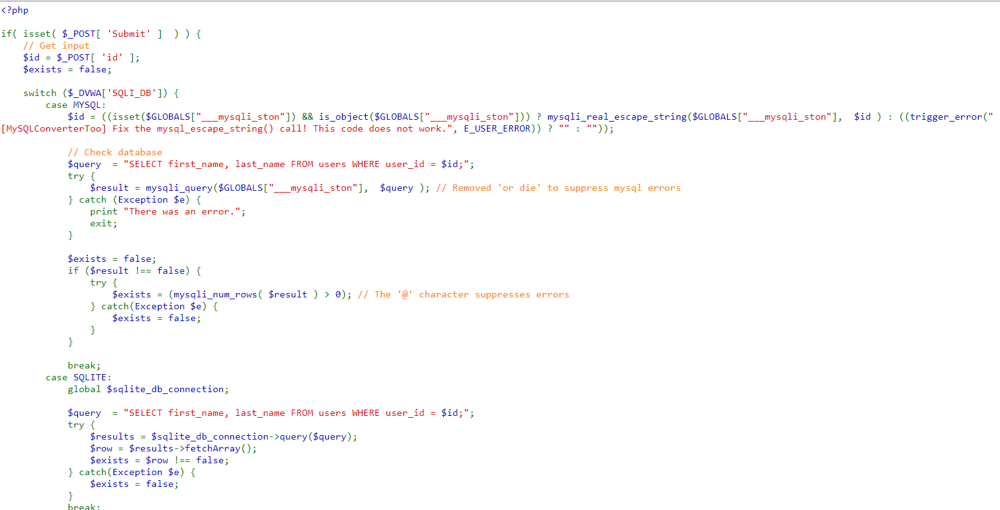 <?php
if( isset( $_POST[ 'Submit' ]  ) ) {
    // Get input
    $id = $_POST[ 'id' ];
    $exists = false;
    switch ($_DVWA['SQLI_DB']) {
        case MYSQL:
            $id = ((isset($GLOBALS["___mysqli_ston"]) && is_object($GLOBALS["___mysqli_ston"])) ? mysqli_real_escape_string($GLOBALS["___mysqli_ston"],  $id ) : ((trigger_error("
[MySQLConverterToo] Fix the mysql_escape_string() call! This code does not work.", E_USER_ERROR)) ? "" : ""));
            // Check database
            $query  = "SELECT first_name, last_name FROM users WHERE user_id = $id;";
            try {
                $result = mysqli_query($GLOBALS["___mysqli_ston"],  $query ); // Removed 'or die' to suppress mysql errors
            } catch (Exception $e) {
                print "There was an error.";
                exit;
            }
            $exists = false;
            if ($result !== false) {
                try {
                    $exists = (mysqli_num_rows( $result ) > 0); // The '@' character suppresses errors
                } catch(Exception $e) {
                    $exists = false;
                }
            }
            break;
        case SQLITE:
            global $sqlite_db_connection;
            $query  = "SELECT first_name, last_name FROM users WHERE user_id = $id;";
            try {
                $results = $sqlite_db_connection->query($query);
                $row = $results->fetchArray();
                $exists = $row !== false;
            } catch(Exception $e) {
                $exists = false;
            }
            break;